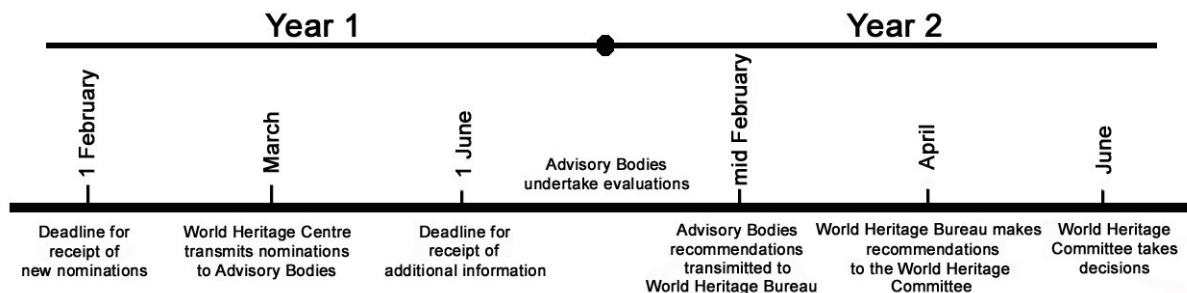 Year 1
Year 2
1 February
March
1 June
Advisory Bodies
undertake evaluations
mid February
April
June
Deadline for
receipt of
new nominations
World Heritage Centre
transmits nominations
to Advisory Bodies
Deadline for
receipt of
additional information
Advisory Bodies
recommendations
transimitted to
World Heritage Bureau
World Heritage Bureau makes
recommendations
to the World Heritage
Committee
World Heritage
Committee takes
decisions